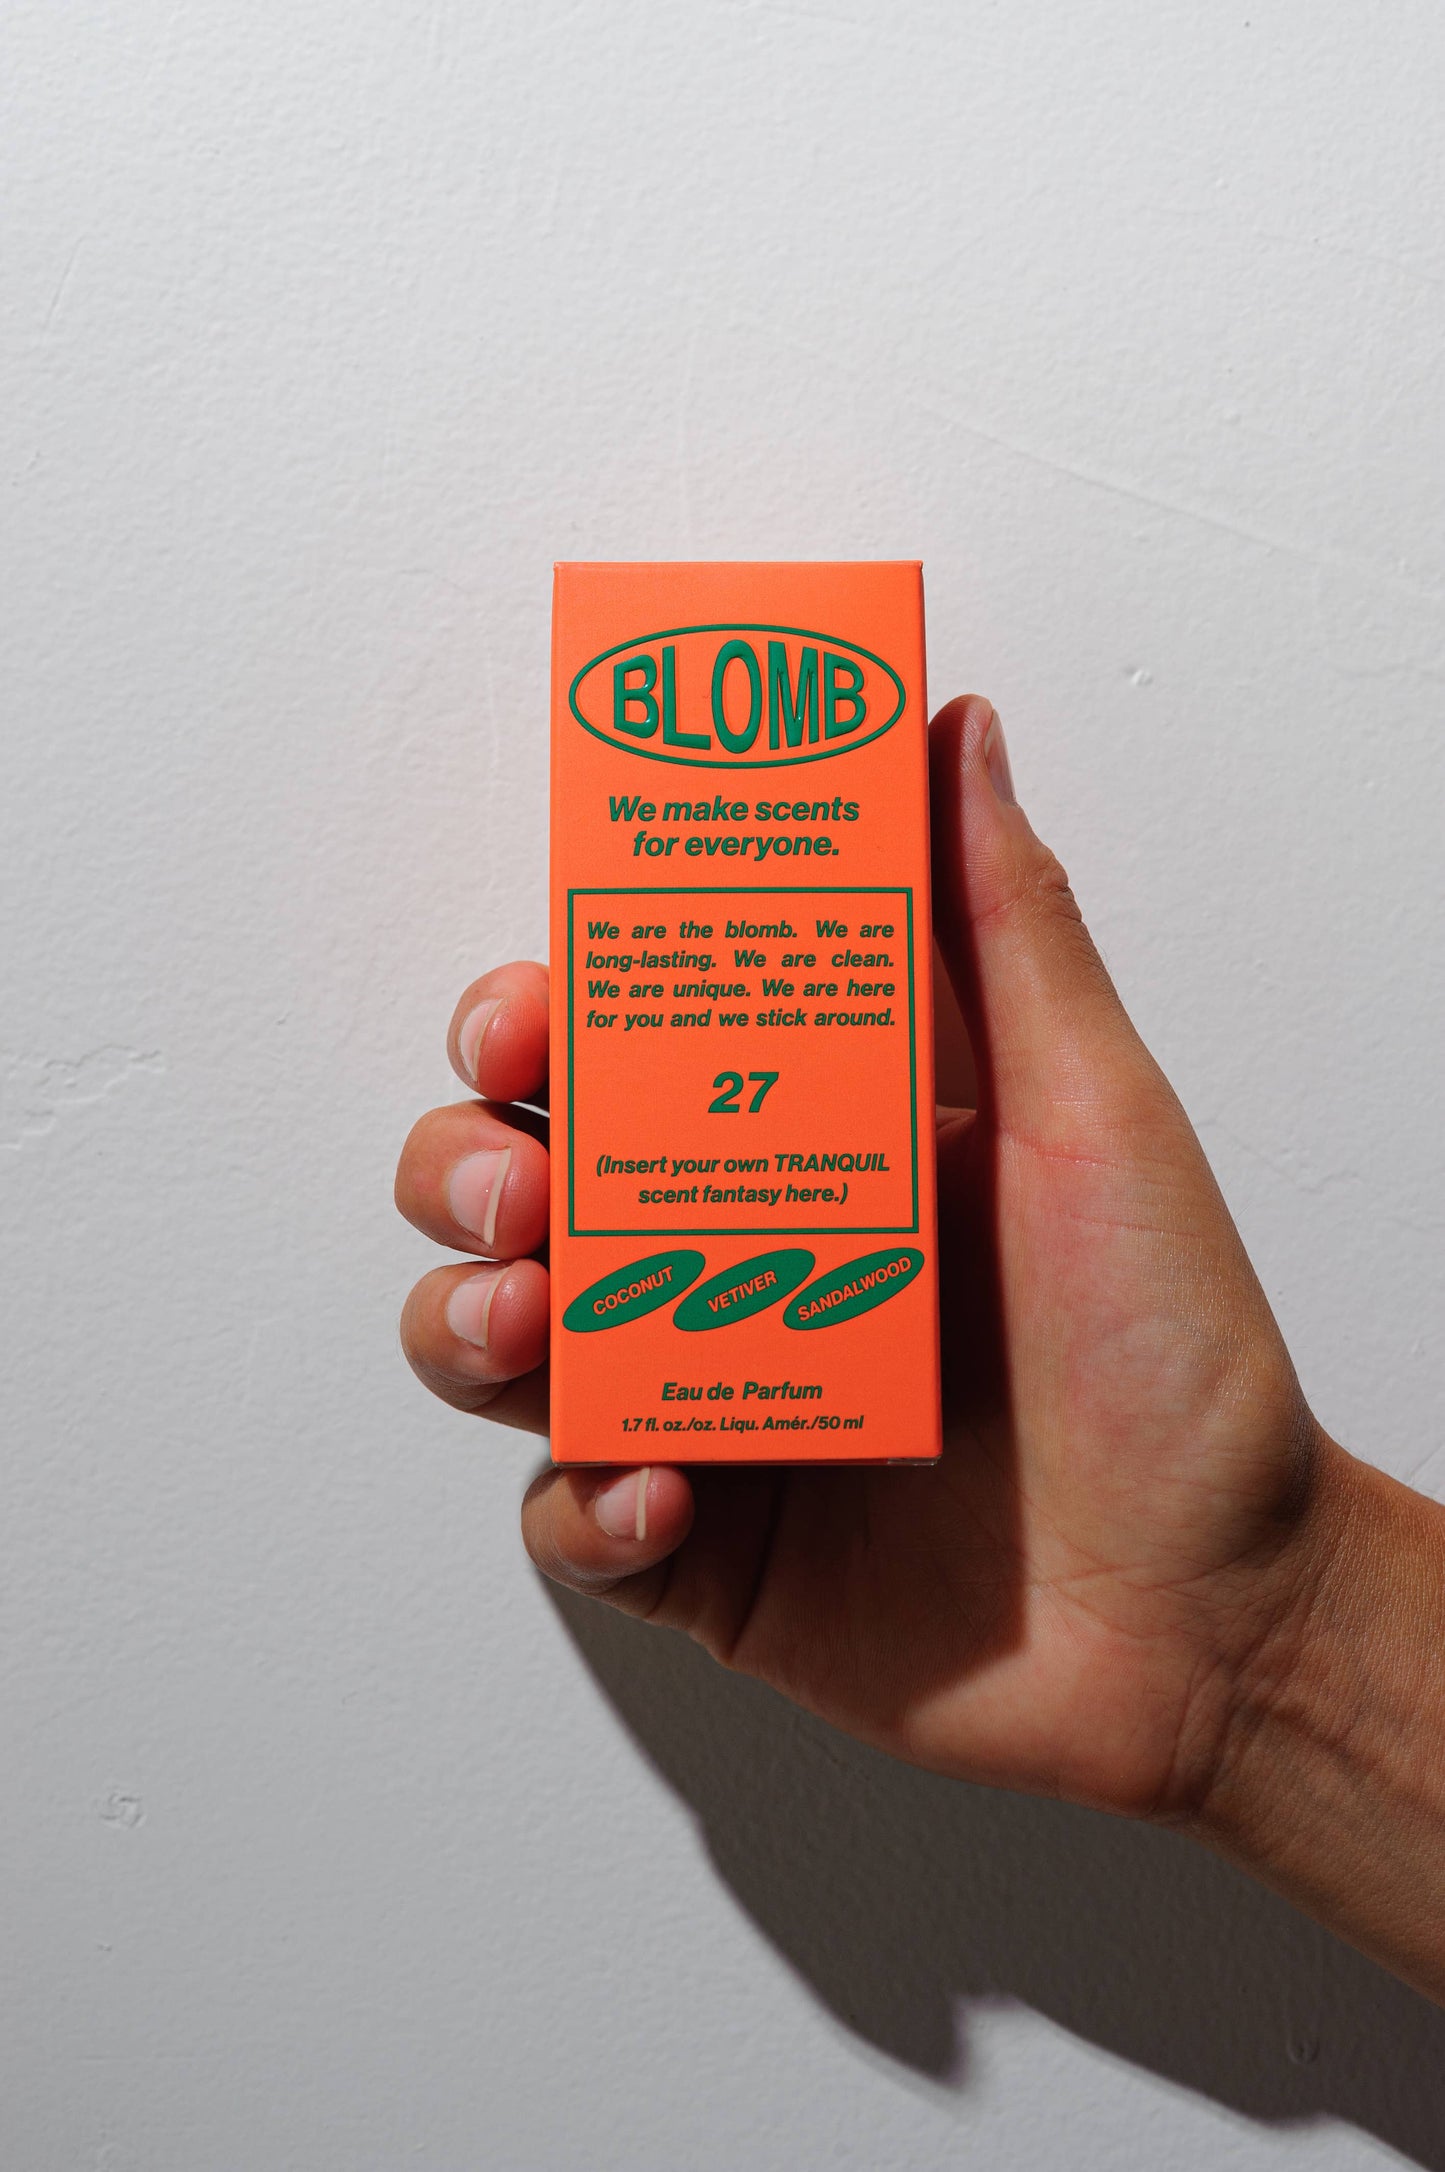 BLOMB
We make scents
for everyone.
We are the blomb. We are
long-lasting. We are clean.
We are unique. We are here
for you and we stick around.
27
(Insert your own TRANQUIL
scent fantasy here.)
COCONUT VETIVER SANDALWOOD
Eau de Parfum
1.7 fl. oz./oz. Liqu. Amér./50 ml